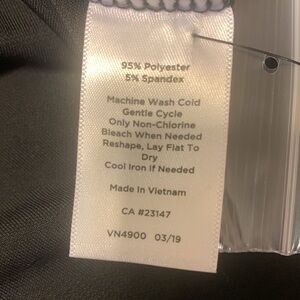 95% Polyester
5% Spandex
Machine Wash Cold
Gentle Cycle
Only Non-Chlorine
Bleach When Needed
Reshape, Lay Flat To
Dry
Cool Iron If Needed
Made In Vietnam
CA #23147
VN4900 03/19